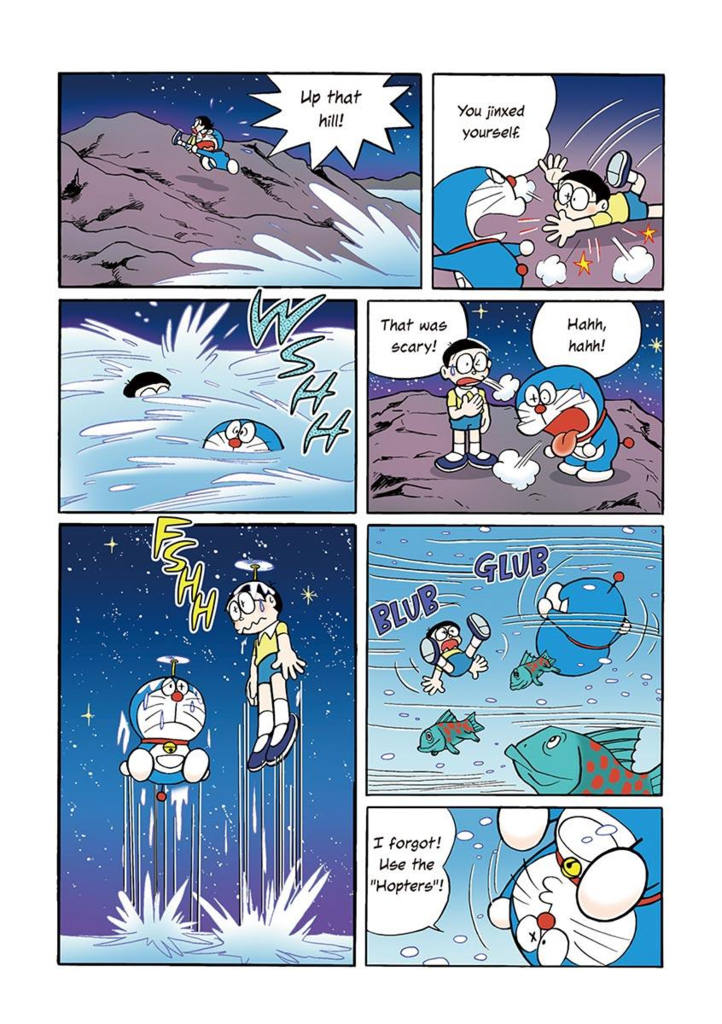 You jinxed
yourself.
Up that
hill!
Hahh,
hahh!
That was
scary!
WSHH
GLUB
BLUB
I forgot!
Use the
"Hopters"!
FSHH